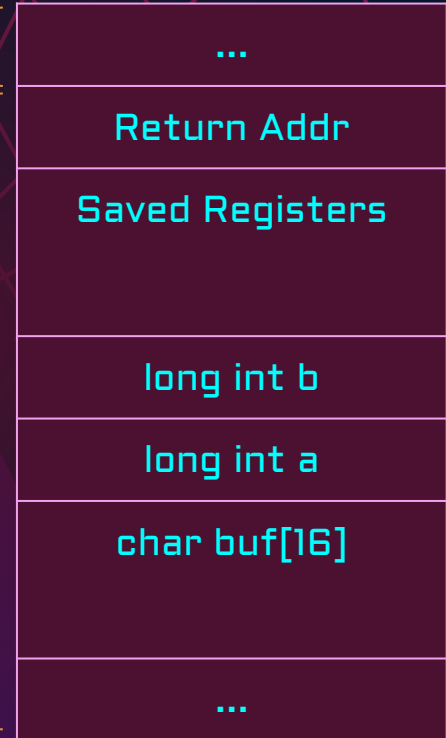 ...
Return Addr
Saved Registers
long int b
long int a
char buf[16]
...